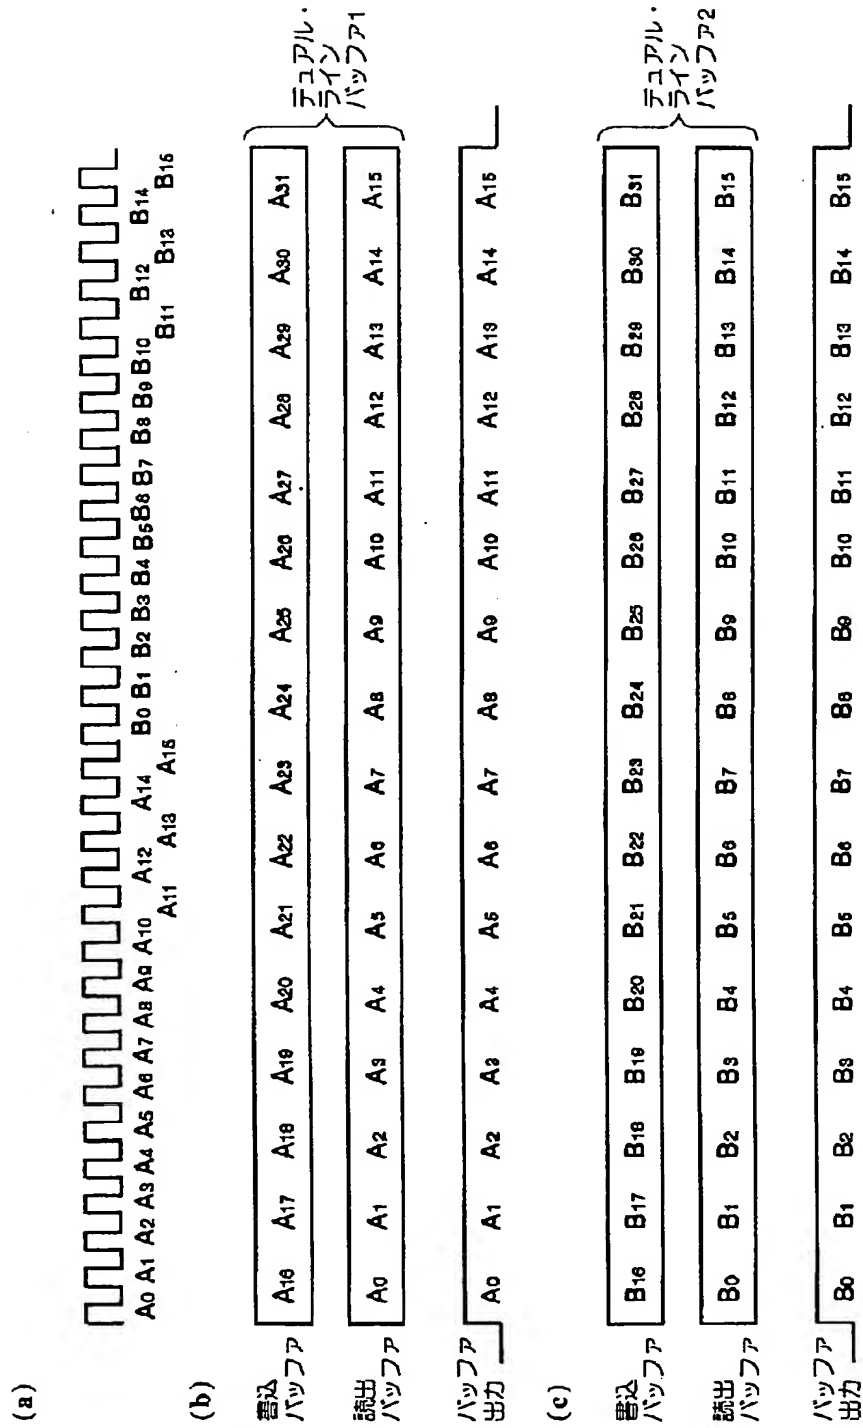 (a)
A0 A1 A2 A3 A4 A5 A6 A7 A8 A9 A10 A12 A14 B0 B1 B2 B3 B4 B5 B6 B7 B8 B9 B10 B12 B14
A11 A13 A15 B11 B13 B15
(b)
書込
バッファ
A16 A17 A18 A19 A20 A21 A22 A23 A24 A25 A26 A27 A28 A29 A30 A31
読出
バッファ
A0 A1 A2 A3 A4 A5 A6 A7 A8 A9 A10 A11 A12 A13 A14 A15
デュアル・
ライン
バッファ1
バッファ
出力
A0 A1 A2 A3 A4 A5 A6 A7 A8 A9 A10 A11 A12 A13 A14 A15
(c)
書込
バッファ
B16 B17 B18 B19 B20 B21 B22 B23 B24 B25 B26 B27 B28 B29 B30 B31
読出
バッファ
B0 B1 B2 B3 B4 B5 B6 B7 B8 B9 B10 B11 B12 B13 B14 B15
デュアル・
ライン
バッファ2
バッファ
出力
B0 B1 B2 B3 B4 B5 B6 B7 B8 B9 B10 B11 B12 B13 B14 B15